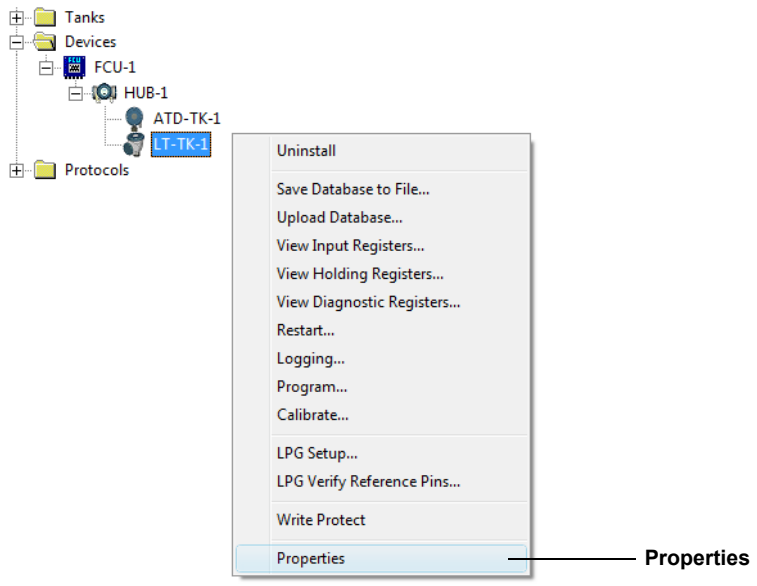 Tanks
Devices
FCU-1
HUB-1
ATD-TK-1
LT-TK-1
Protocols
Uninstall
Save Database to File...
Upload Database...
View Input Registers...
View Holding Registers...
View Diagnostic Registers...
Restart...
Logging...
Program...
Calibrate...
LPG Setup...
LPG Verify Reference Pins...
Write Protect
Properties
Properties